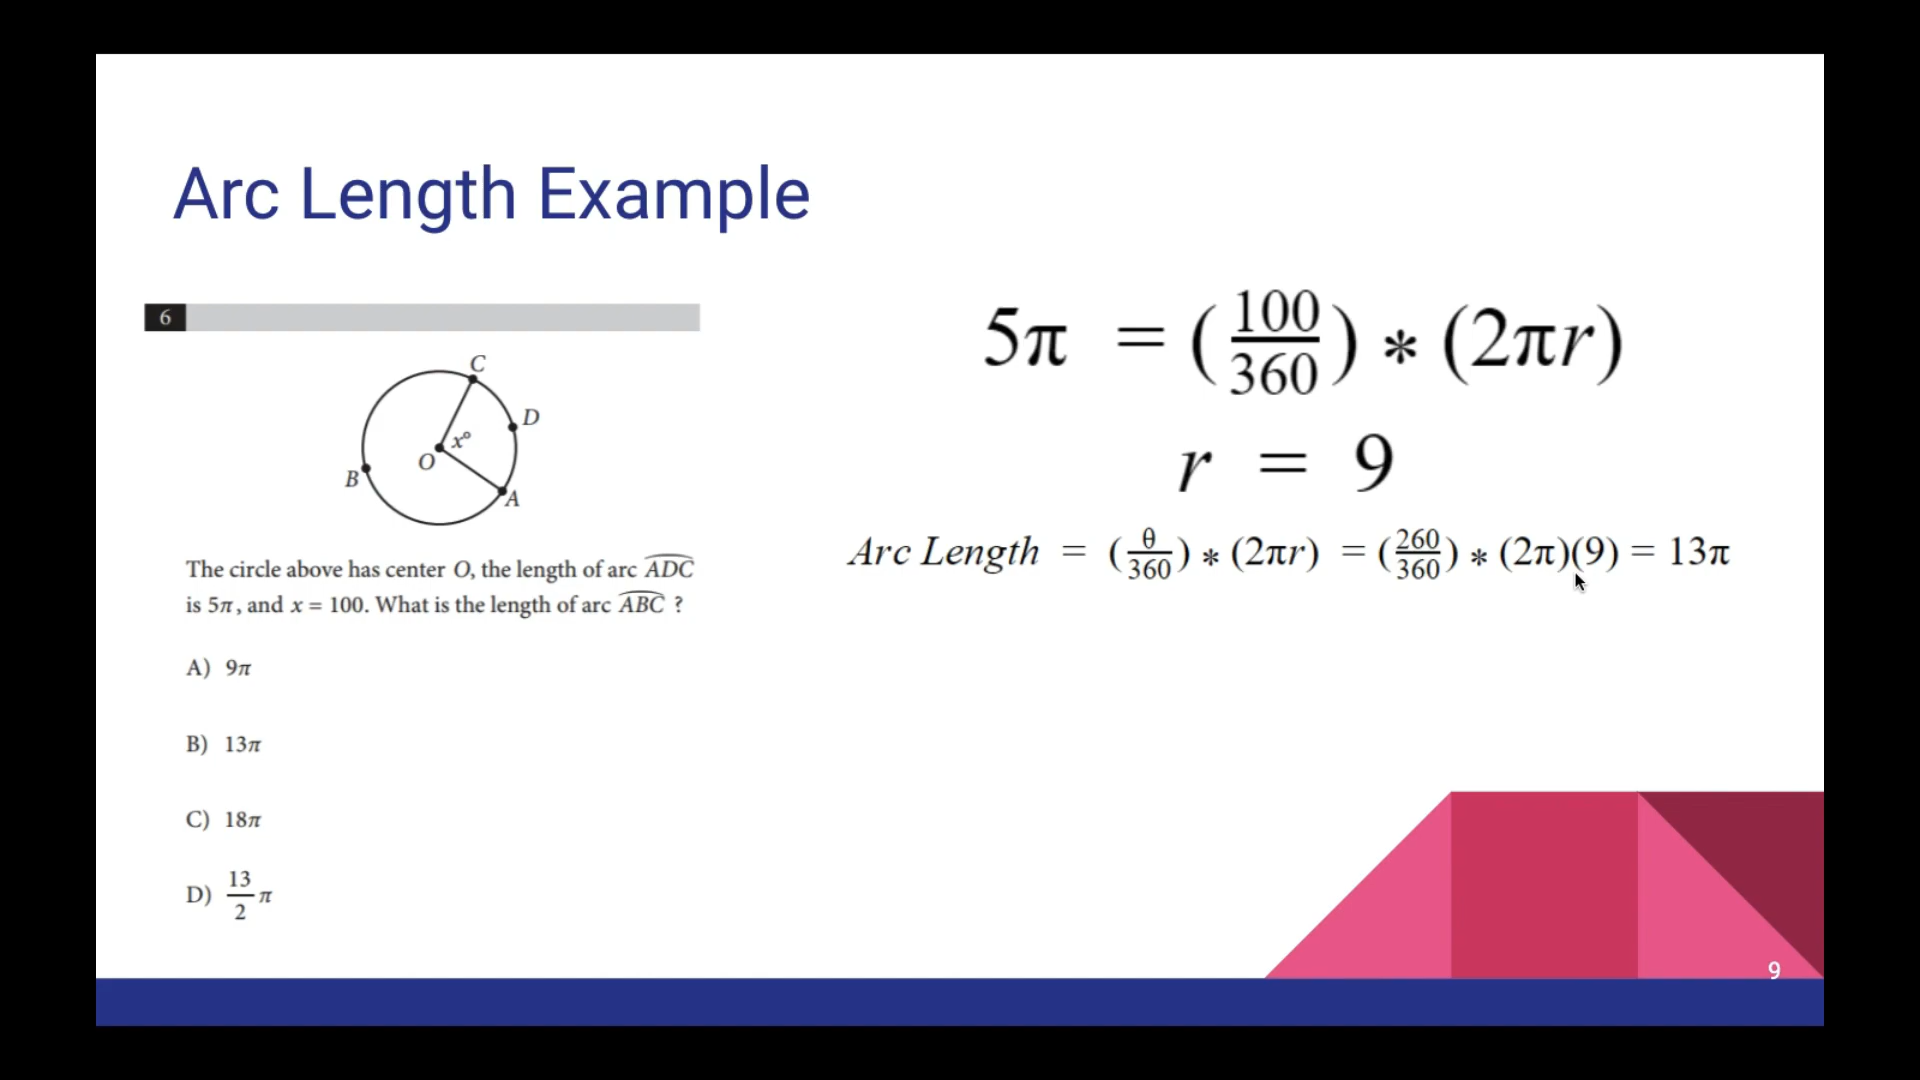 Arc Length Example
6
C
D
x°
O
B
A
The circle above has center O, the length of arc ADC
is 5π, and x = 100. What is the length of arc ABC ?
A) 9π
B) 13π
C) 18π
D) 13/2 π
5π = (100/360) * (2πr)
r = 9
Arc Length = (θ/360) * (2πr) = (260/360) * (2π)(9) = 13π
9